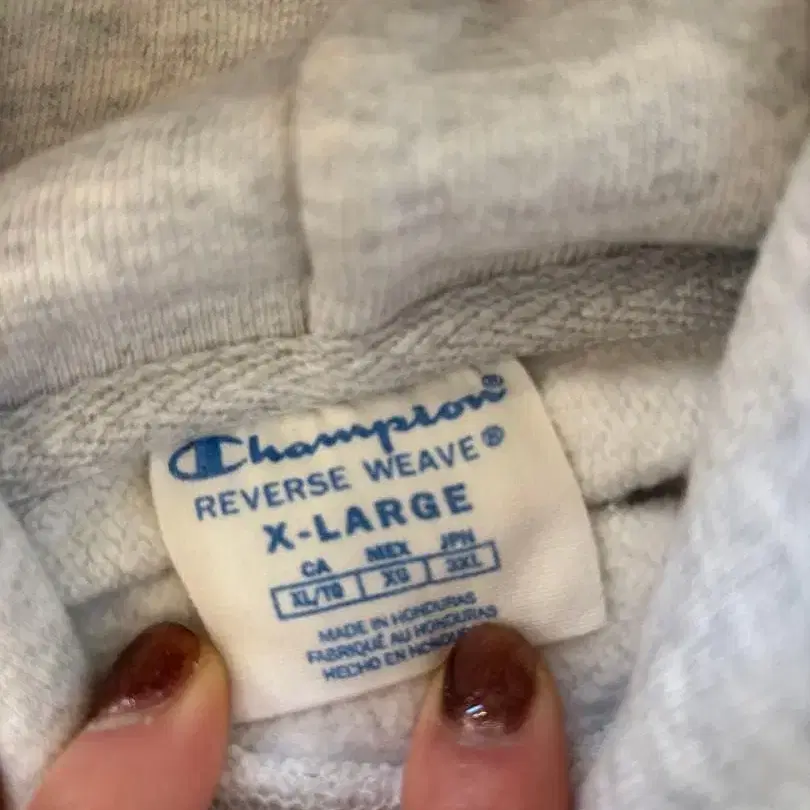 Champion®
REVERSE WEAVE®
X-LARGE
CA MEX JPN
XL/TG XG 3XL
MADE IN HONDURAS
FABRIQUÉ AU HONDURAS
HECHO EN HONDURAS